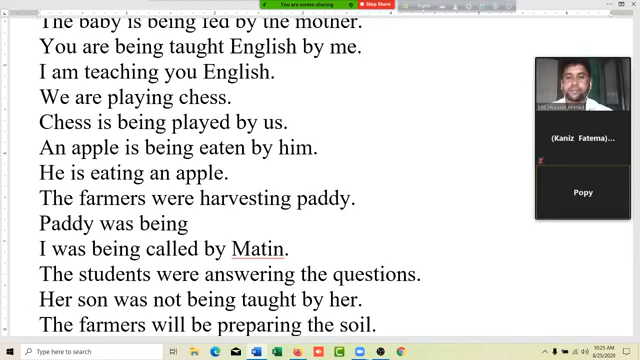 You are screen sharing
Stop Share
English
The baby is being fed by the mother.
You are being taught English by me.
I am teaching you English.
We are playing chess.
Chess is being played by us.
An apple is being eaten by him.
He is eating an apple.
The farmers were harvesting paddy.
Paddy was being
I was being called by Matin.
The students were answering the questions.
Her son was not being taught by her.
The farmers will be preparing the soil.
Md. Hossain Ahmad
(Kaniz Fatema)...
Popy
Type here to search
10:25 AM
8/25/2020